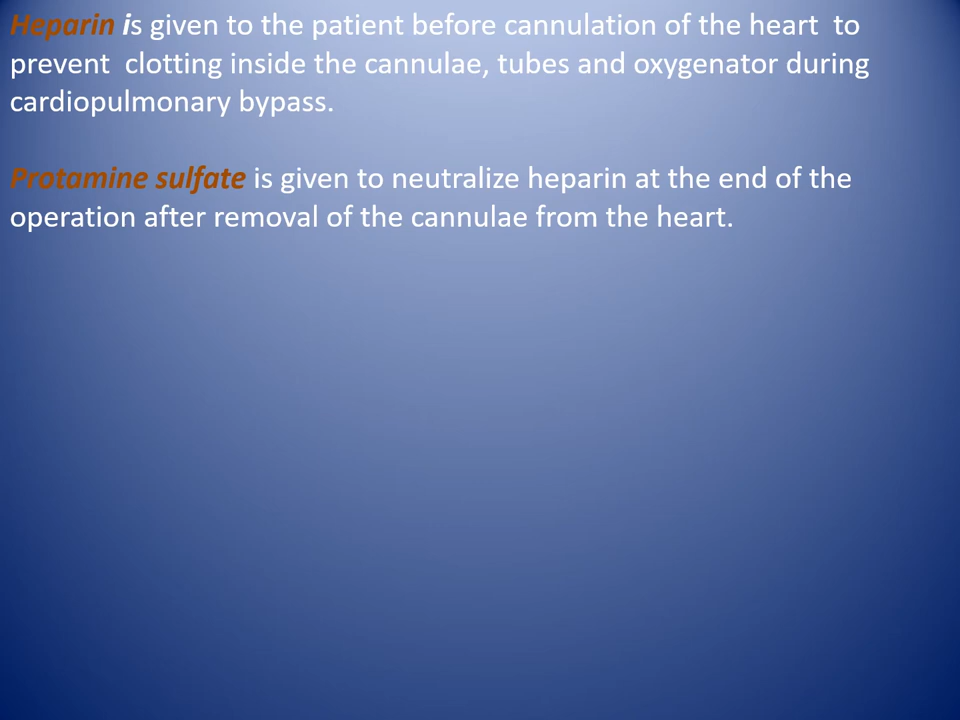 Heparin is given to the patient before cannulation of the heart  to
prevent  clotting inside the cannulae, tubes and oxygenator during
cardiopulmonary bypass.
Protamine sulfate is given to neutralize heparin at the end of the
operation after removal of the cannulae from the heart.